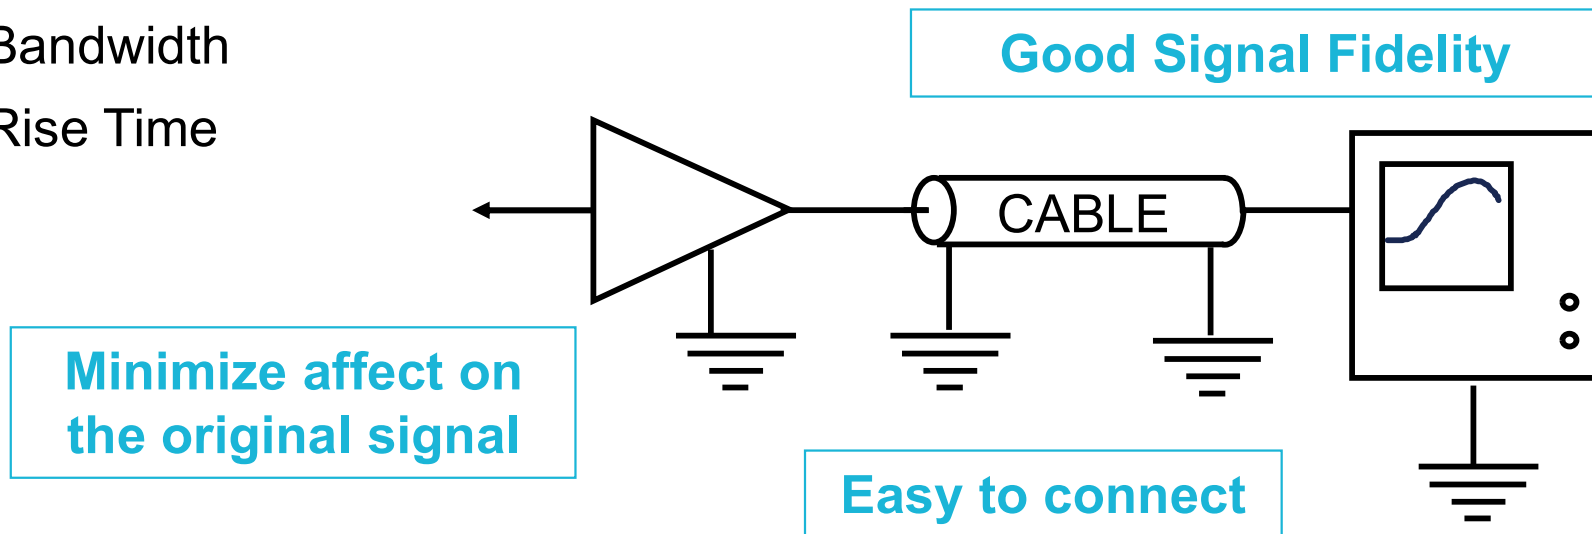 Bandwidth
Rise Time
Good Signal Fidelity
CABLE
Minimize affect on
the original signal
Easy to connect